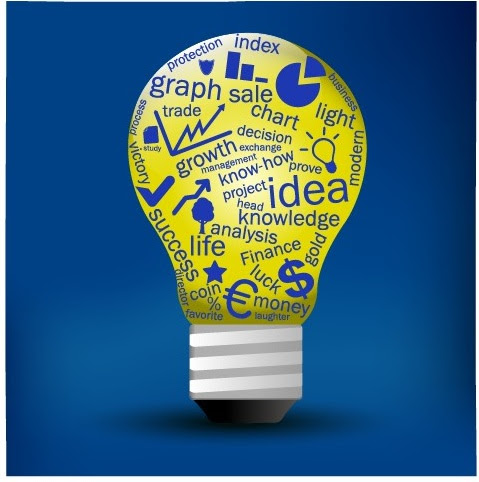 protection
index
graph
sale
business
process
trade
chart
light
study
decision
exchange
modern
growth
management
victory
know-how
prove
project
idea
head
knowledge
success
analysis
life
Finance
gold
director
luck
coin
$
%
€
money
favorite
laughter